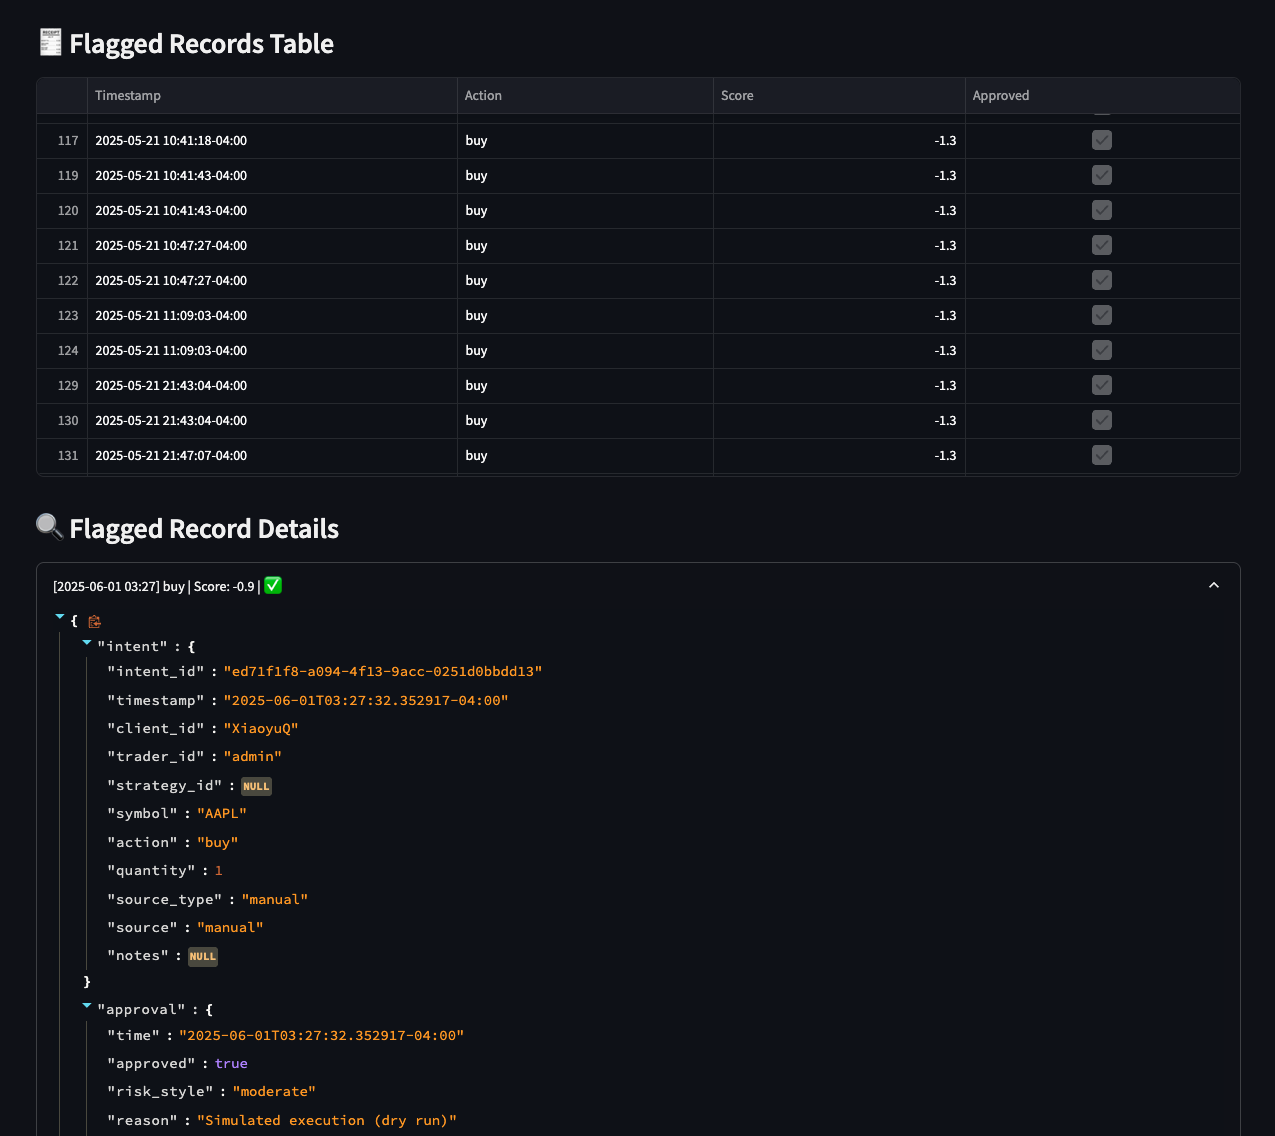 Flagged Records Table
Timestamp Action Score Approved
117 2025-05-21 10:41:18-04:00 buy -1.3
119 2025-05-21 10:41:43-04:00 buy -1.3
120 2025-05-21 10:41:43-04:00 buy -1.3
121 2025-05-21 10:47:27-04:00 buy -1.3
122 2025-05-21 10:47:27-04:00 buy -1.3
123 2025-05-21 11:09:03-04:00 buy -1.3
124 2025-05-21 11:09:03-04:00 buy -1.3
129 2025-05-21 21:43:04-04:00 buy -1.3
130 2025-05-21 21:43:04-04:00 buy -1.3
131 2025-05-21 21:47:07-04:00 buy -1.3
Flagged Record Details
[2025-06-01 03:27] buy | Score: -0.9 | ✅
{
"intent" : {
"intent_id" : "ed71f1f8-a094-4f13-9acc-0251d0bbdd13"
"timestamp" : "2025-06-01T03:27:32.352917-04:00"
"client_id" : "XiaoyuQ"
"trader_id" : "admin"
"strategy_id" : NULL
"symbol" : "AAPL"
"action" : "buy"
"quantity" : 1
"source_type" : "manual"
"source" : "manual"
"notes" : NULL
}
"approval" : {
"time" : "2025-06-01T03:27:32.352917-04:00"
"approved" : true
"risk_style" : "moderate"
"reason" : "Simulated execution (dry run)"